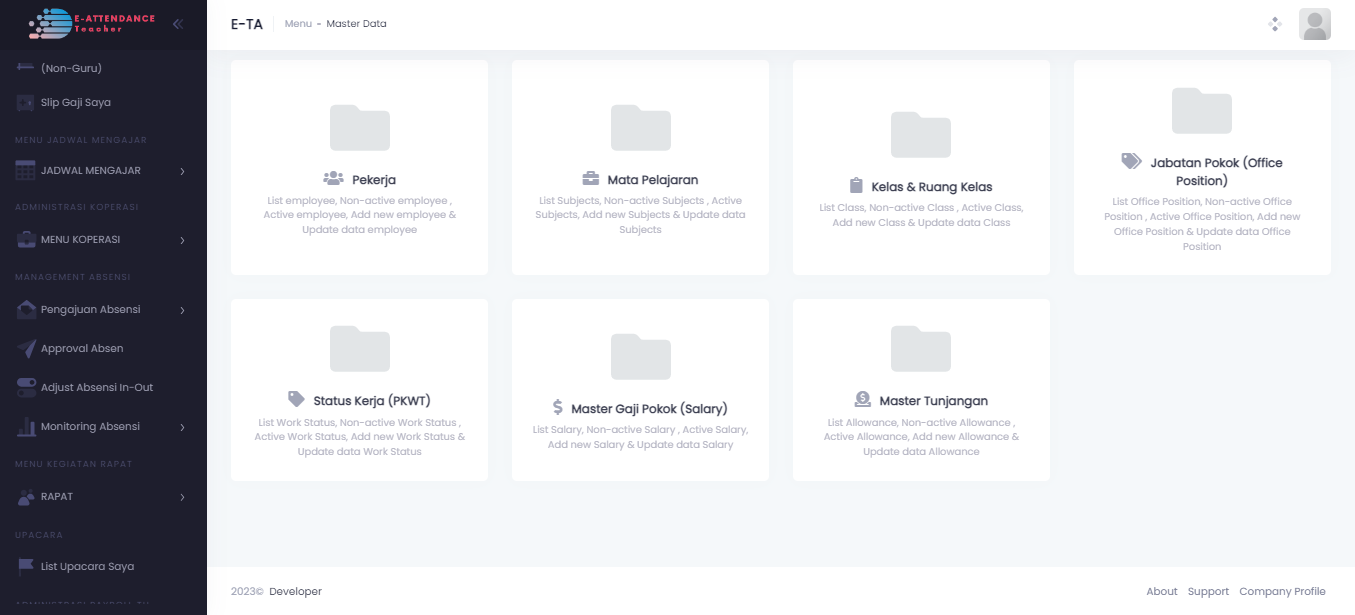 E-ATTENDANCE
Teacher
(Non-Guru)
Slip Gaji Saya
MENU JADWAL MENGAJAR
JADWAL MENGAJAR
ADMINISTRASI KOPERASI
MENU KOPERASI
MANAGEMENT ABSENSI
Pengajuan Absensi
Approval Absen
Adjust Absensi In-Out
Monitoring Absensi
MENU KEGIATAN RAPAT
RAPAT
UPACARA
List Upacara Saya
E-TA
Menu - Master Data
Pekerja
List employee, Non-active employee ,
Active employee, Add new employee &
Update data employee
Mata Pelajaran
List Subjects, Non-active Subjects , Active
Subjects, Add new Subjects & Update data
Subjects
Kelas & Ruang Kelas
List Class, Non-active Class , Active Class,
Add new Class & Update data Class
Jabatan Pokok (Office
Position)
List Office Position, Non-active Office
Position , Active Office Position, Add new
Office Position & Update data Office
Position
Status Kerja (PKWT)
List Work Status, Non-active Work Status ,
Active Work Status, Add new Work Status &
Update data Work Status
Master Gaji Pokok (Salary)
List Salary, Non-active Salary , Active Salary,
Add new Salary & Update data Salary
Master Tunjangan
List Allowance, Non-active Allowance ,
Active Allowance, Add new Allowance &
Update data Allowance
2023© Developer
About Support Company Profile